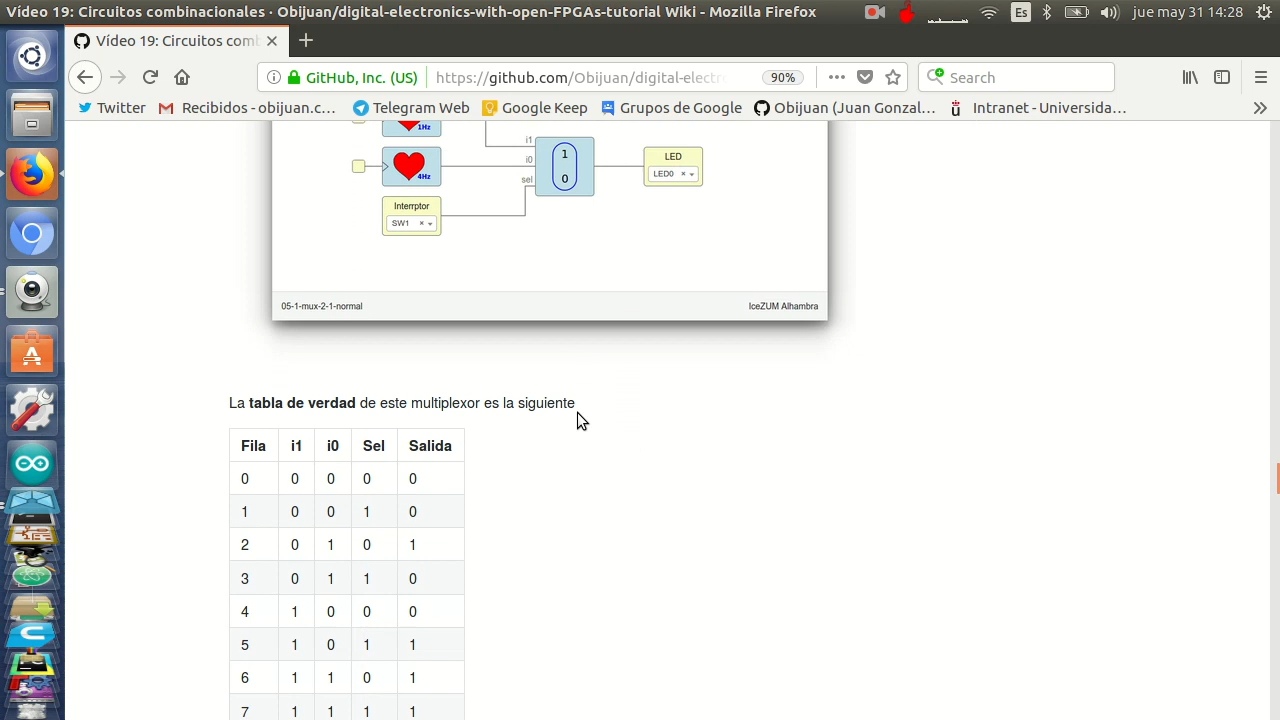 Vídeo 19: Circuitos combinacionales · Obijuan/digital-electronics-with-open-FPGAs-tutorial Wiki - Mozilla Firefox
Es
jue may 31 14:28
Vídeo 19: Circuitos comb
GitHub, Inc. (US)
https://github.com/Obijuan/digital-electr
90%
Search
Twitter
Recibidos - obijuan.c…
Telegram Web
Google Keep
Grupos de Google
Obijuan (Juan Gonzal…
Intranet - Universida…
1Hz
i1
i0
sel
1
0
4Hz
LED
LED0
Interrptor
SW1
05-1-mux-2-1-normal
IceZUM Alhambra
La tabla de verdad de este multiplexor es la siguiente
Fila i1 i0 Sel Salida
0 0 0 0 0
1 0 0 1 0
2 0 1 0 1
3 0 1 1 0
4 1 0 0 0
5 1 0 1 1
6 1 1 0 1
7 1 1 1 1